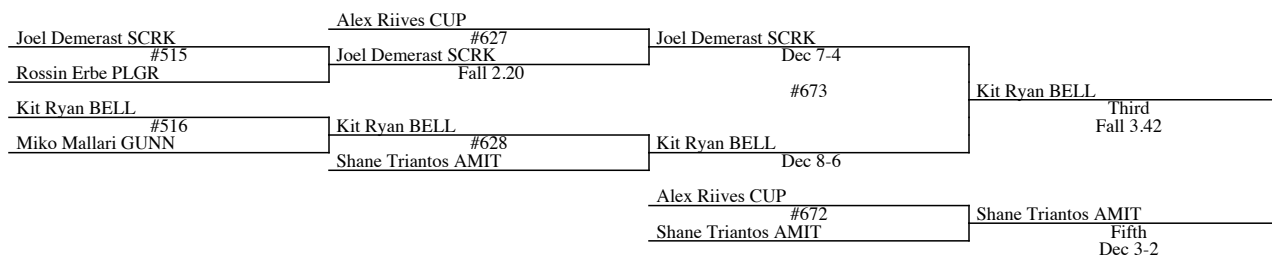 Alex Riives CUP
Joel Demerast SCRK
#627
Joel Demerast SCRK
#515
Joel Demerast SCRK
Dec 7-4
Rossin Erbe PLGR
Fall 2.20
#673
Kit Ryan BELL
Kit Ryan BELL
Third
#516
Kit Ryan BELL
Fall 3.42
Miko Mallari GUNN
#628
Kit Ryan BELL
Shane Triantos AMIT
Dec 8-6
Alex Riives CUP
#672
Shane Triantos AMIT
Shane Triantos AMIT
Fifth
Dec 3-2